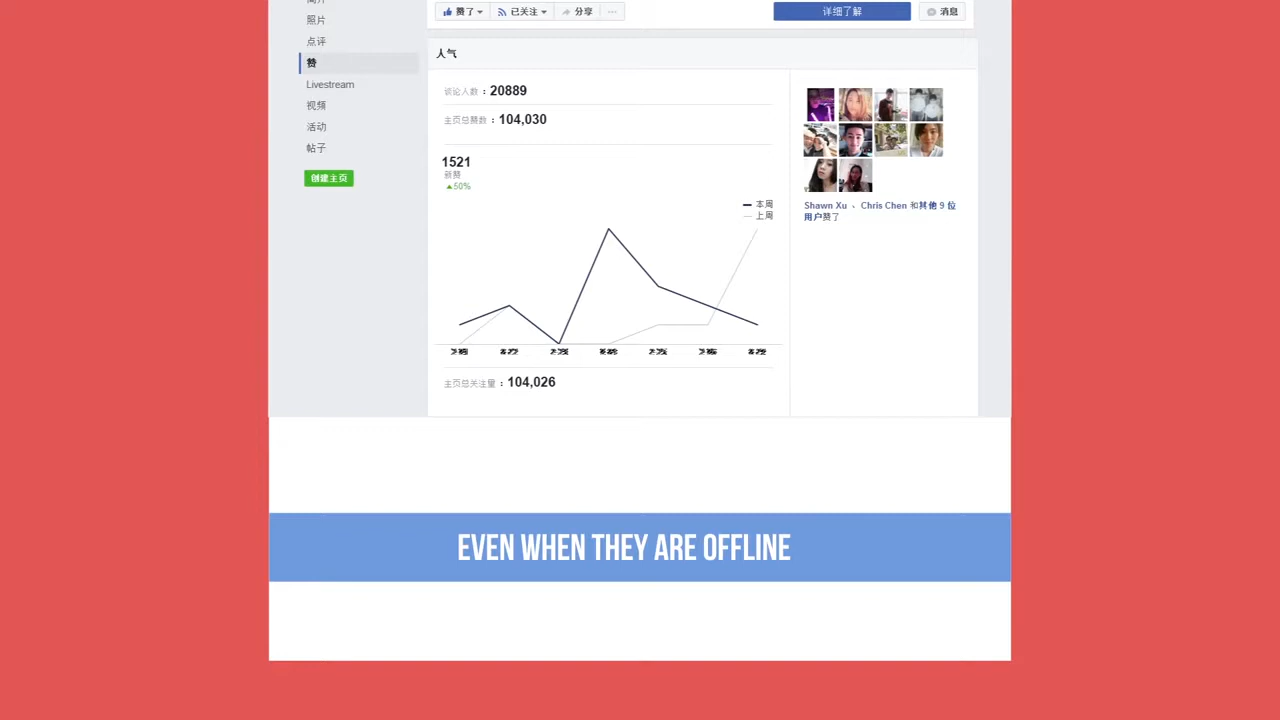 照片
点评
赞
Livestream
视频
活动
帖子
创建主页
赞了 已关注 分享 ... 详细了解 消息
人气
谈论人数：20889
主页总赞数：104,030
1521
新赞
50%
本周
上周
主页总关注量：104,026
Shawn Xu 、 Chris Chen 和其他 9 位
用户赞了
EVEN WHEN THEY ARE OFFLINE